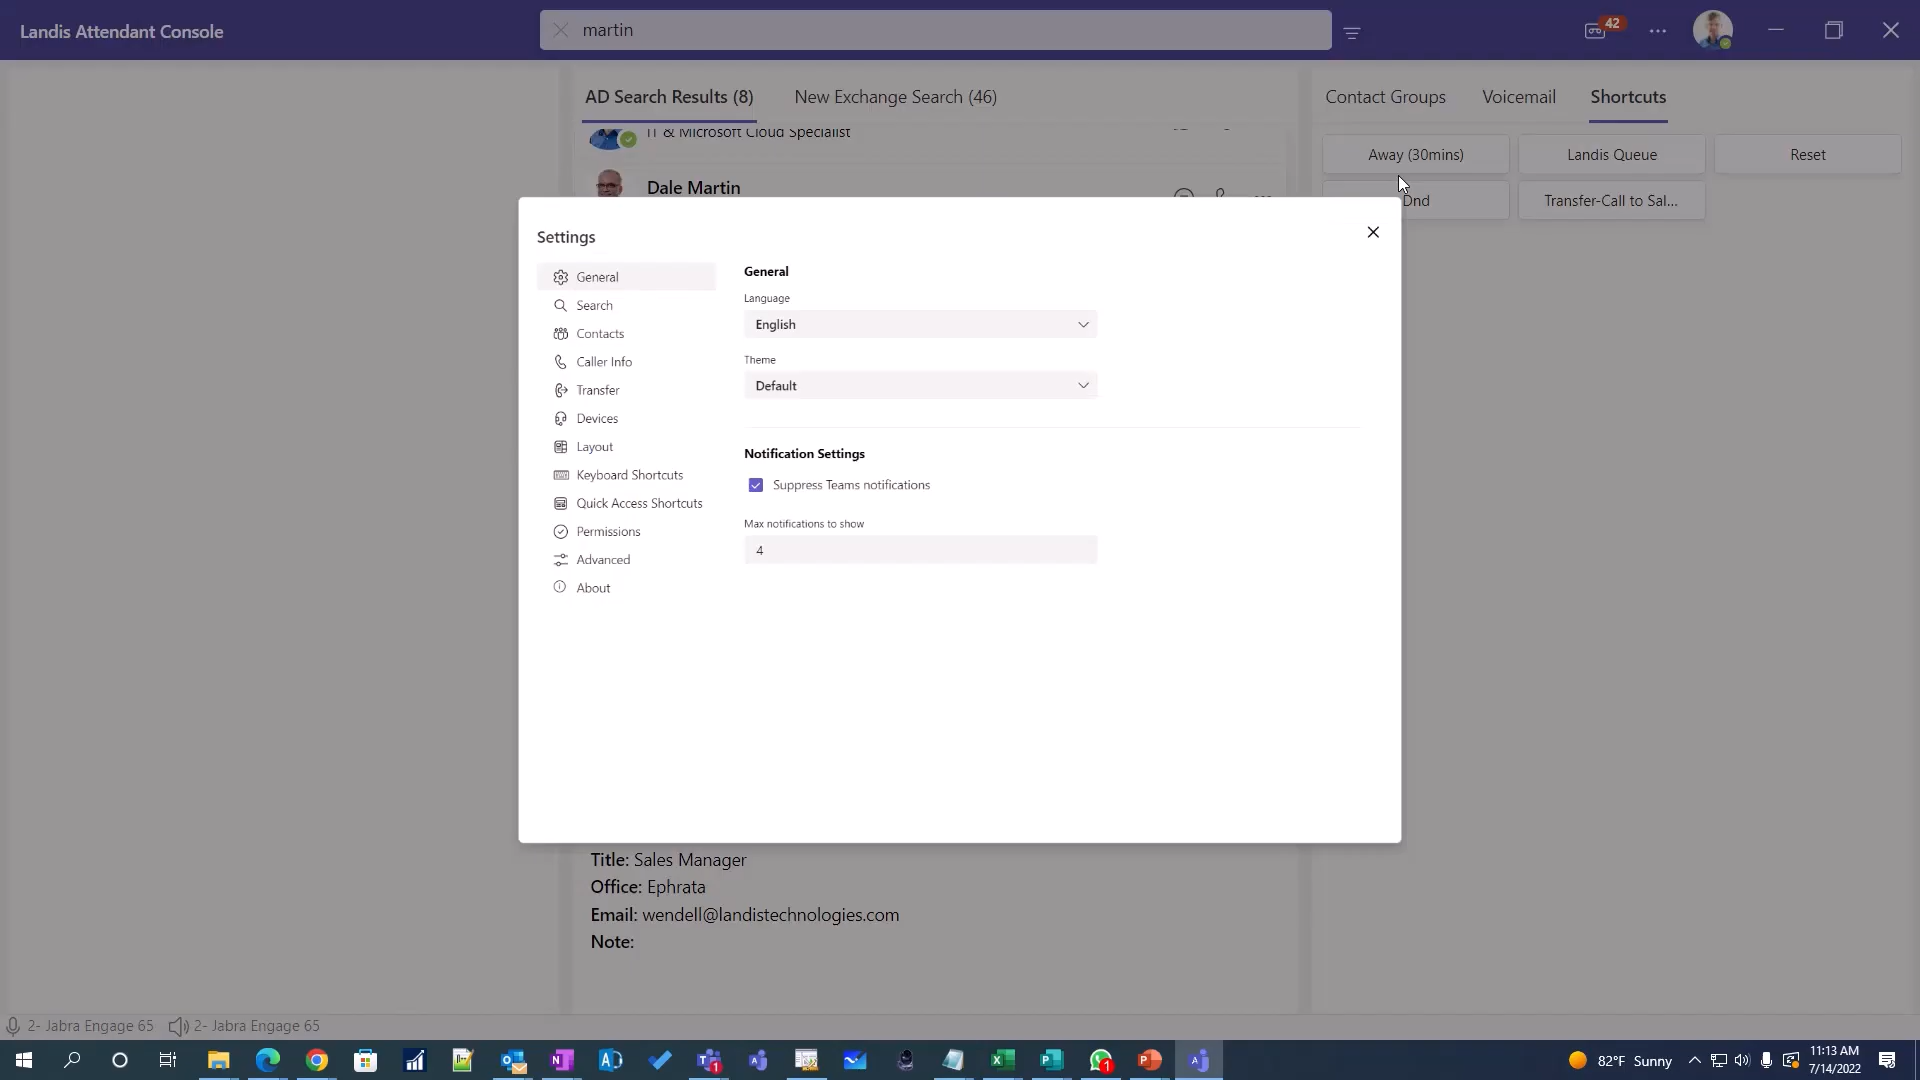 Landis Attendant Console
martin
42
AD Search Results (8)
New Exchange Search (46)
Contact Groups
Voicemail
Shortcuts
IT & Microsoft Cloud Specialist
Dale Martin
Away (30mins)
Landis Queue
Reset
Dnd
Transfer-Call to Sal...
Settings
General
Search
Contacts
Caller Info
Transfer
Devices
Layout
Keyboard Shortcuts
Quick Access Shortcuts
Permissions
Advanced
About
General
Language
English
Theme
Default
Notification Settings
Suppress Teams notifications
Max notifications to show
4
Title: Sales Manager
Office: Ephrata
Email: wendell@landistechnologies.com
Note:
2- Jabra Engage 65
2- Jabra Engage 65
82°F Sunny
11:13 AM
7/14/2022